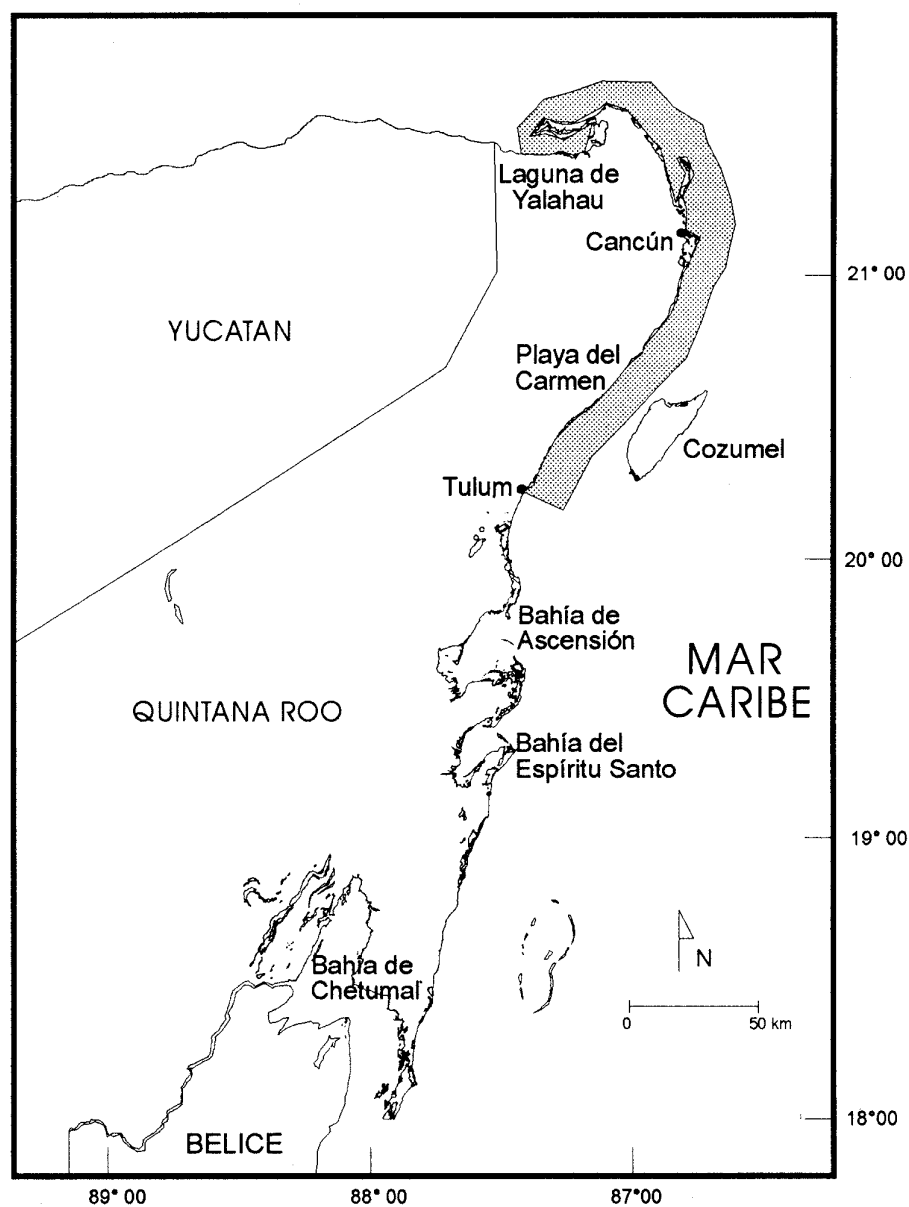 Laguna de
Yalahau
Cancún
21° 00
YUCATAN
Playa del
Carmen
Cozumel
Tulum
20° 00
Bahía de
Ascensión
MAR
CARIBE
QUINTANA ROO
Bahía del
Espíritu Santo
19° 00
Bahía de
Chetumal
N
0 50 km
18°00
BELICE
89° 00 88° 00 87°00